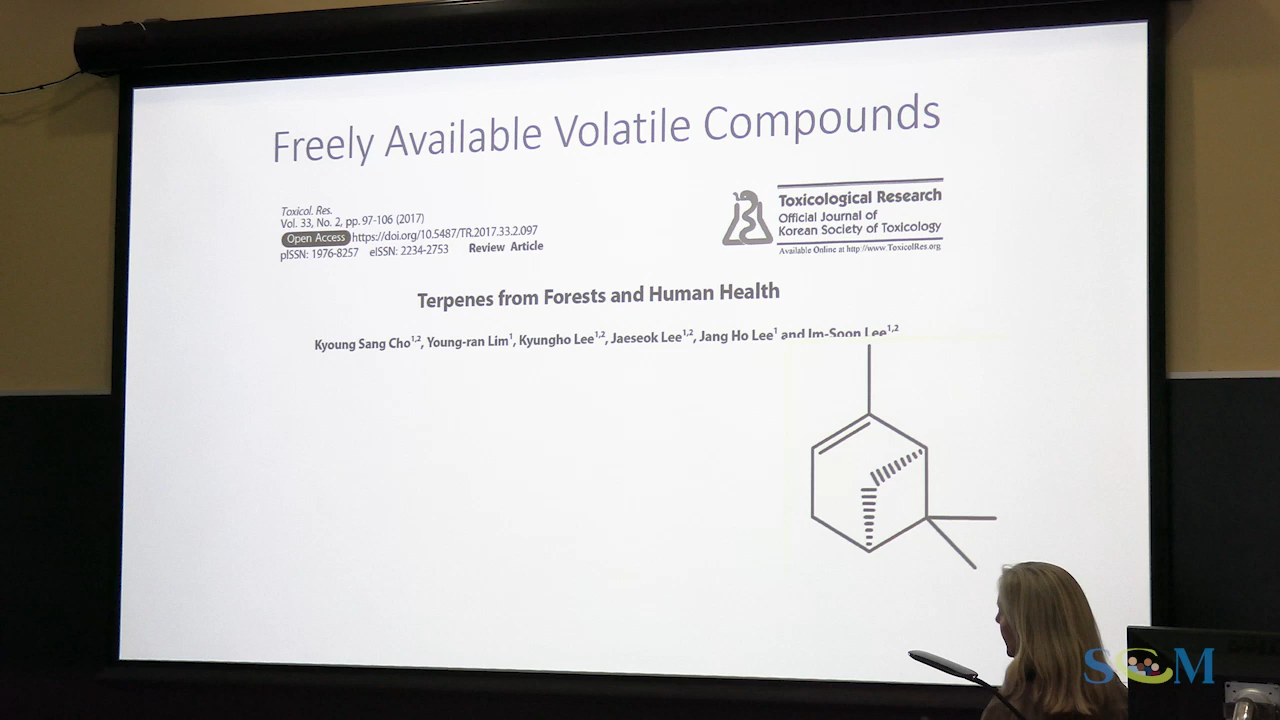 Freely Available Volatile Compounds
Toxicol. Res.
Vol. 33, No. 2, pp. 97-106 (2017)
Open Access https://doi.org/10.5487/TR.2017.33.2.097
pISSN: 1976-8257 eISSN: 2234-2753 Review Article
Toxicological Research
Official Journal of
Korean Society of Toxicology
Available Online at http://www.ToxicolRes.org
Terpenes from Forests and Human Health
Kyoung Sang Cho1,2, Young-ran Lim1, Kyungho Lee1,2, Jaeseok Lee1,2, Jang Ho Lee1 and Im-Soon Lee1,2
SCM